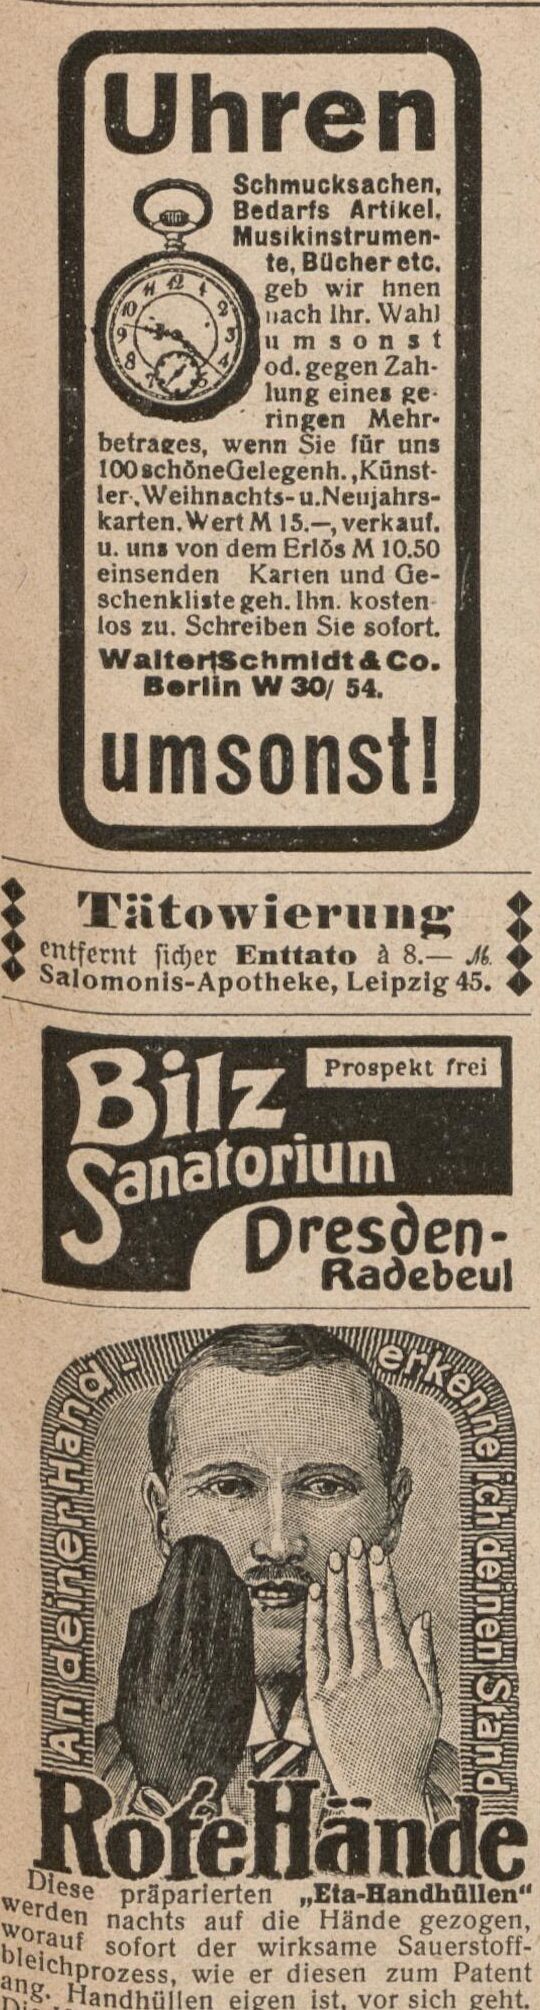 Uhren
Schmucksachen,
Bedarfs Artikel,
Musikinstrumen-
te, Bücher etc.
geb wir hnen
nach Ihr. Wahl
umsonst
od. gegen Zah-
lung eines ge-
ringen Mehr-
betrages, wenn Sie für uns
100 schöne Gelegenh., Künst-
ler-, Weihnachts- u. Neujahrs-
karten, Wert M 15.—, verkauf.
u. uns von dem Erlös M 10.50
einsenden Karten und Ge-
schenkliste geh. Ihn. kosten
los zu. Schreiben Sie sofort.
Walter Schmidt & Co.
Berlin W 30/ 54.
umsonst!
Tätowierung
entfernt sicher Enttato à 8.— M.
Salomonis-Apotheke, Leipzig 45.
Bilz
Prospekt frei
Sanatorium
Dresden-
Radebeul
An deiner Hand -
erkenne ich deinen Stand
Rote Hände
Diese präparierten „Eta-Handhüllen“
werden nachts auf die Hände gezogen,
worauf sofort der wirksame Sauerstoff-
bleichprozess, wie er diesen zum Patent
ang. Handhüllen eigen ist, vor sich geht.